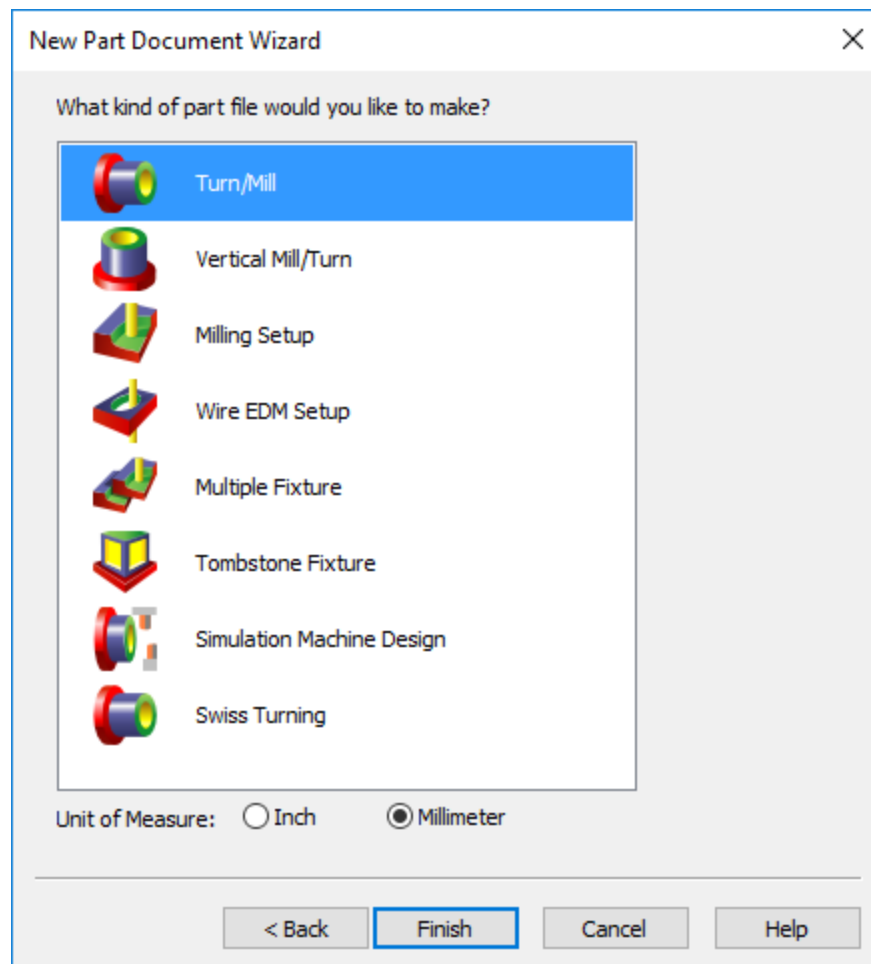 New Part Document Wizard
What kind of part file would you like to make?
Turn/Mill
Vertical Mill/Turn
Milling Setup
Wire EDM Setup
Multiple Fixture
Tombstone Fixture
Simulation Machine Design
Swiss Turning
Unit of Measure: Inch Millimeter
< Back Finish Cancel Help